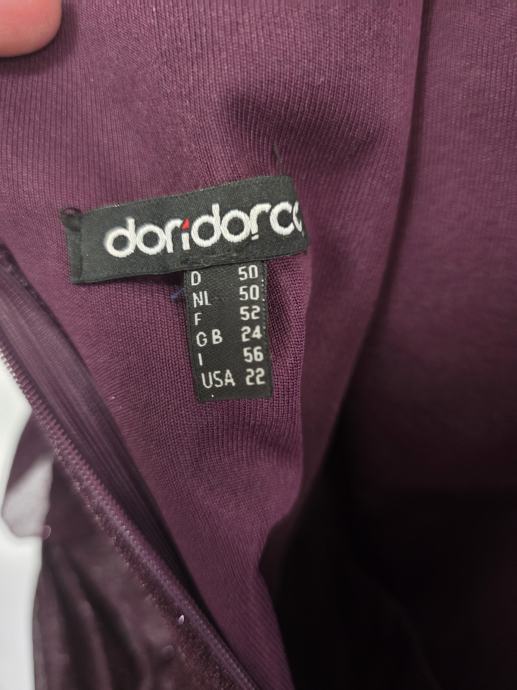 doridorca
D 50
NL 50
F 52
GB 24
I 56
USA 22